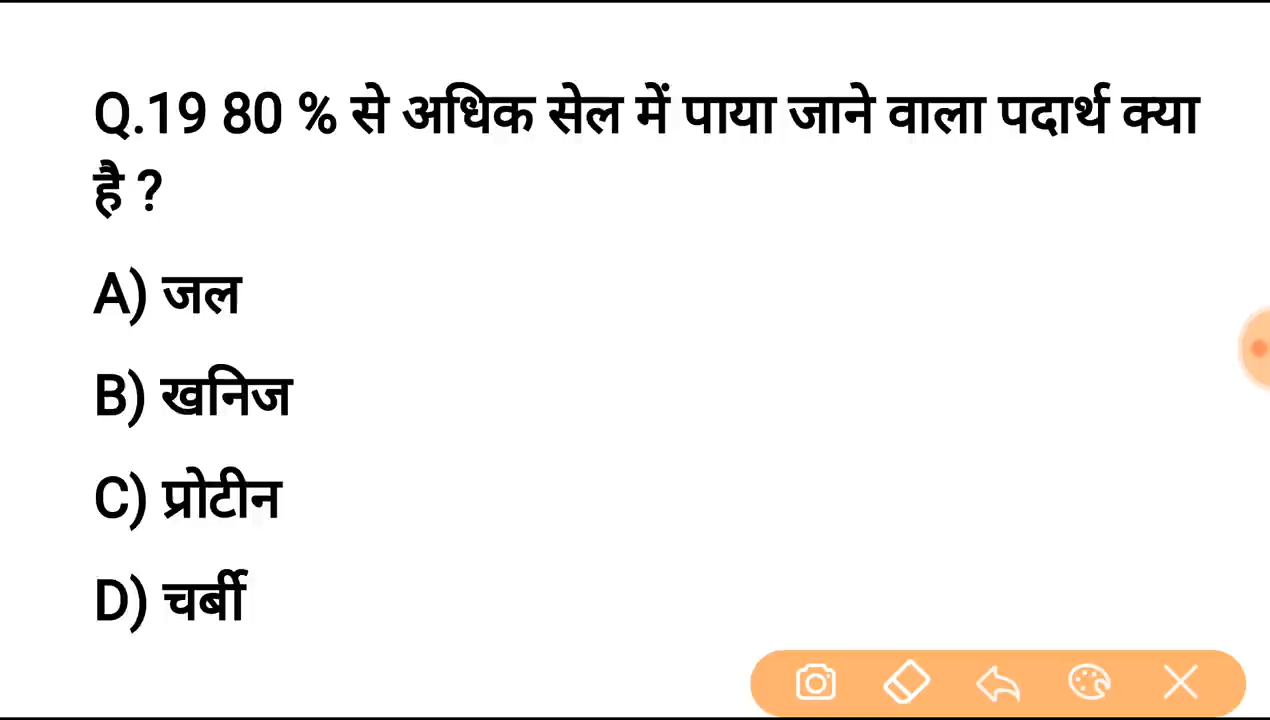 Q.19 80 % से अधिक सेल में पाया जाने वाला पदार्थ क्या
है ?
A) जल
B) खनिज
C) प्रोटीन
D) चर्बी